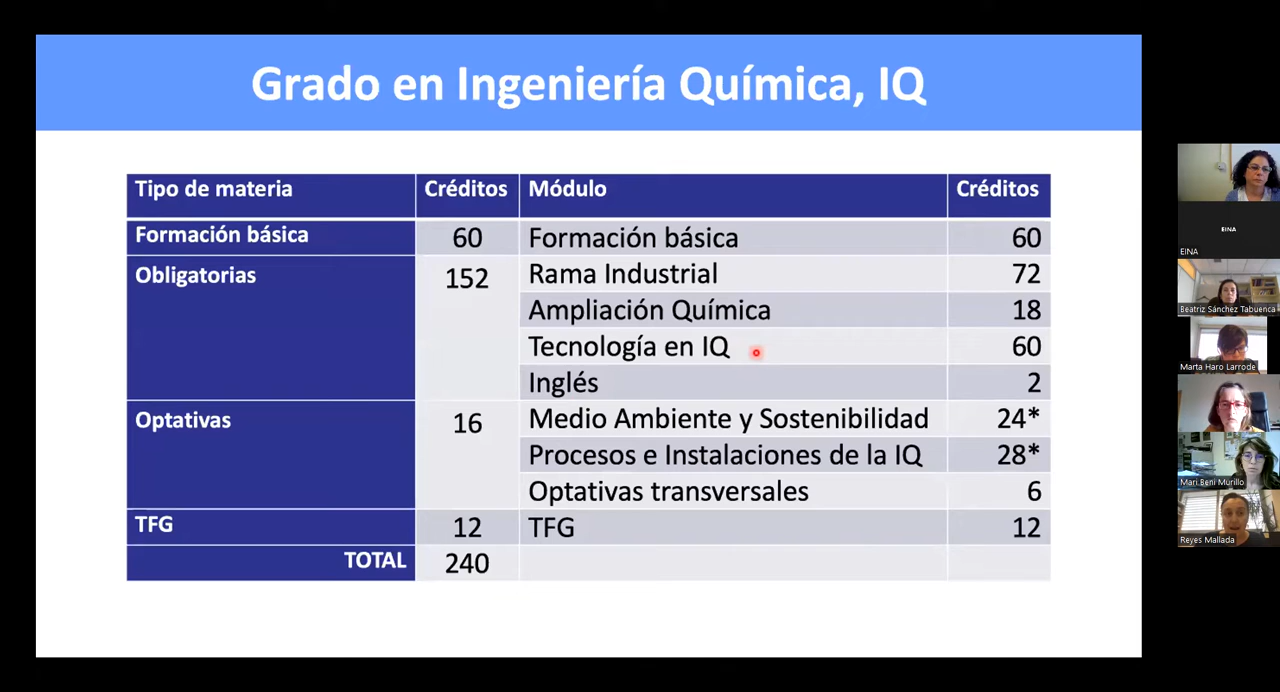 Grado en Ingeniería Química, IQ
Tipo de materia Créditos Módulo Créditos
Formación básica 60 Formación básica 60
Obligatorias 152 Rama Industrial 72
Ampliación Química 18
Tecnología en IQ 60
Inglés 2
Optativas 16 Medio Ambiente y Sostenibilidad 24*
Procesos e Instalaciones de la IQ 28*
Optativas transversales 6
TFG 12 TFG 12
TOTAL 240
EINA
EINA
Beatriz Sánchez Tabuenca
Marta Haro Larrode
Mari.Beni Murillo
Reyes Mallada